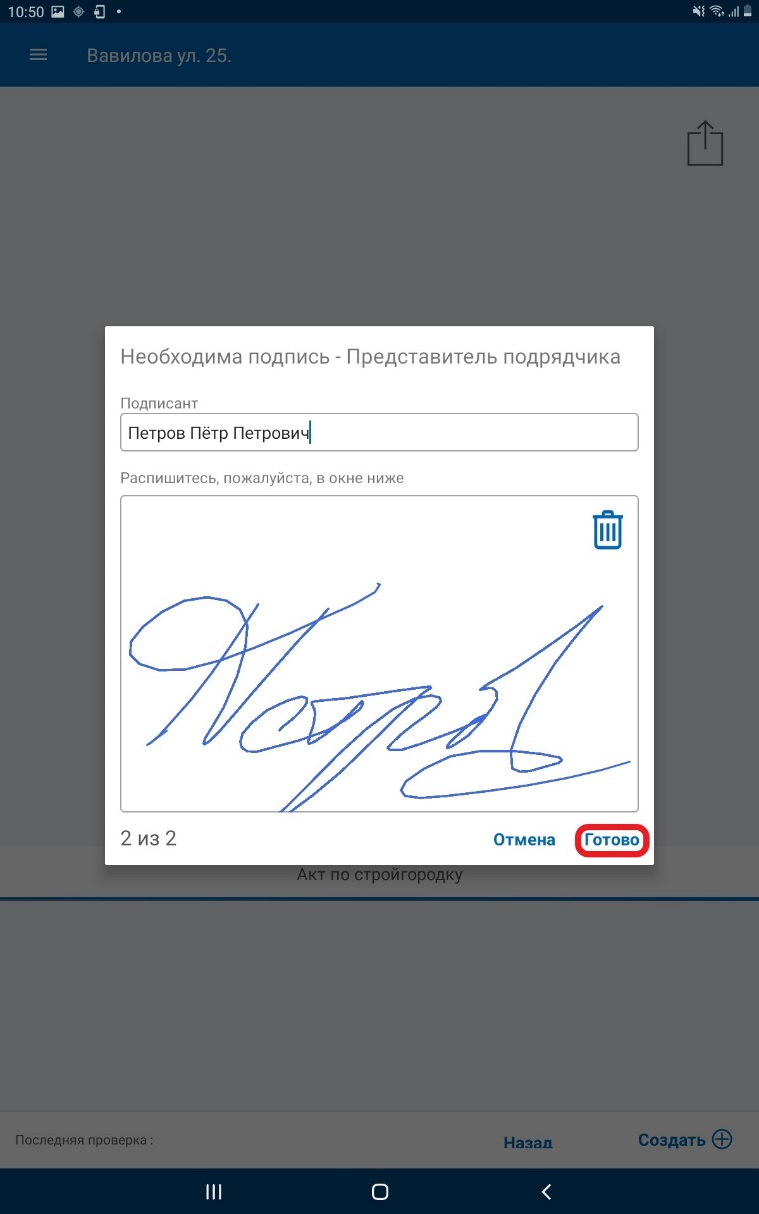 10:50
Вавилова ул. 25.
Необходима подпись - Представитель подрядчика
Подписант
Петров Пётр Петрович
Распишитесь, пожалуйста, в окне ниже
Петров
2 из 2
Отмена
Готово
Акт по стройгородку
Последняя проверка :
Назад
Создать